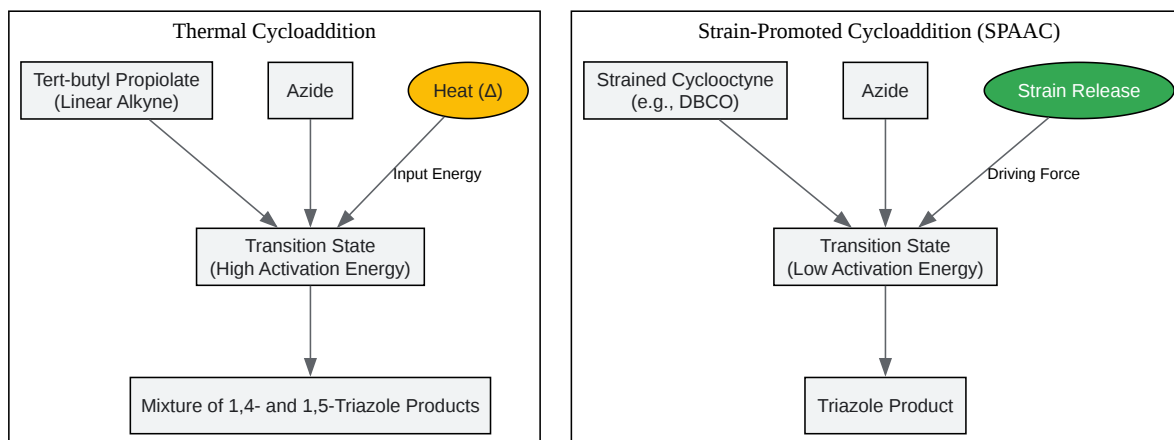 Thermal Cycloaddition
Tert-butyl Propiolate
(Linear Alkyne)
Azide
Heat (Δ)
Input Energy
Transition State
(High Activation Energy)
Mixture of 1,4- and 1,5-Triazole Products
Strain-Promoted Cycloaddition (SPAAC)
Strained Cyclooctyne
(e.g., DBCO)
Azide
Strain Release
Driving Force
Transition State
(Low Activation Energy)
Triazole Product